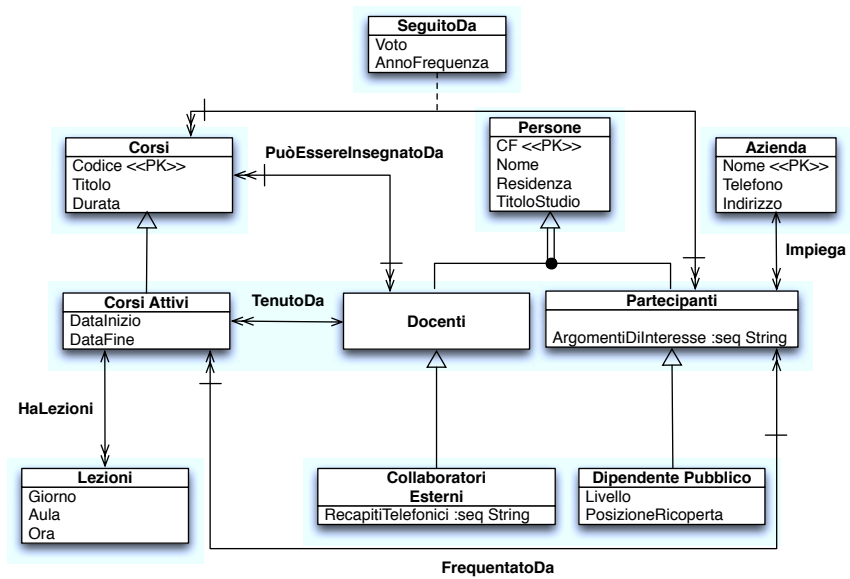 SeguitoDa
Voto
AnnoFrequenza
Corsi
Codice <<PK>>
Titolo
Durata
PuòEssereInsegnatoDa
Persone
CF <<PK>>
Nome
Residenza
TitoloStudio
Azienda
Nome <<PK>>
Telefono
Indirizzo
Impiega
Corsi Attivi
DataInizio
DataFine
TenutoDa
Docenti
Partecipanti
ArgomentiDiInteresse :seq String
HaLezioni
Lezioni
Giorno
Aula
Ora
Collaboratori
Esterni
RecapitiTelefonici :seq String
Dipendente Pubblico
Livello
PosizioneRicoperta
FrequentatoDa